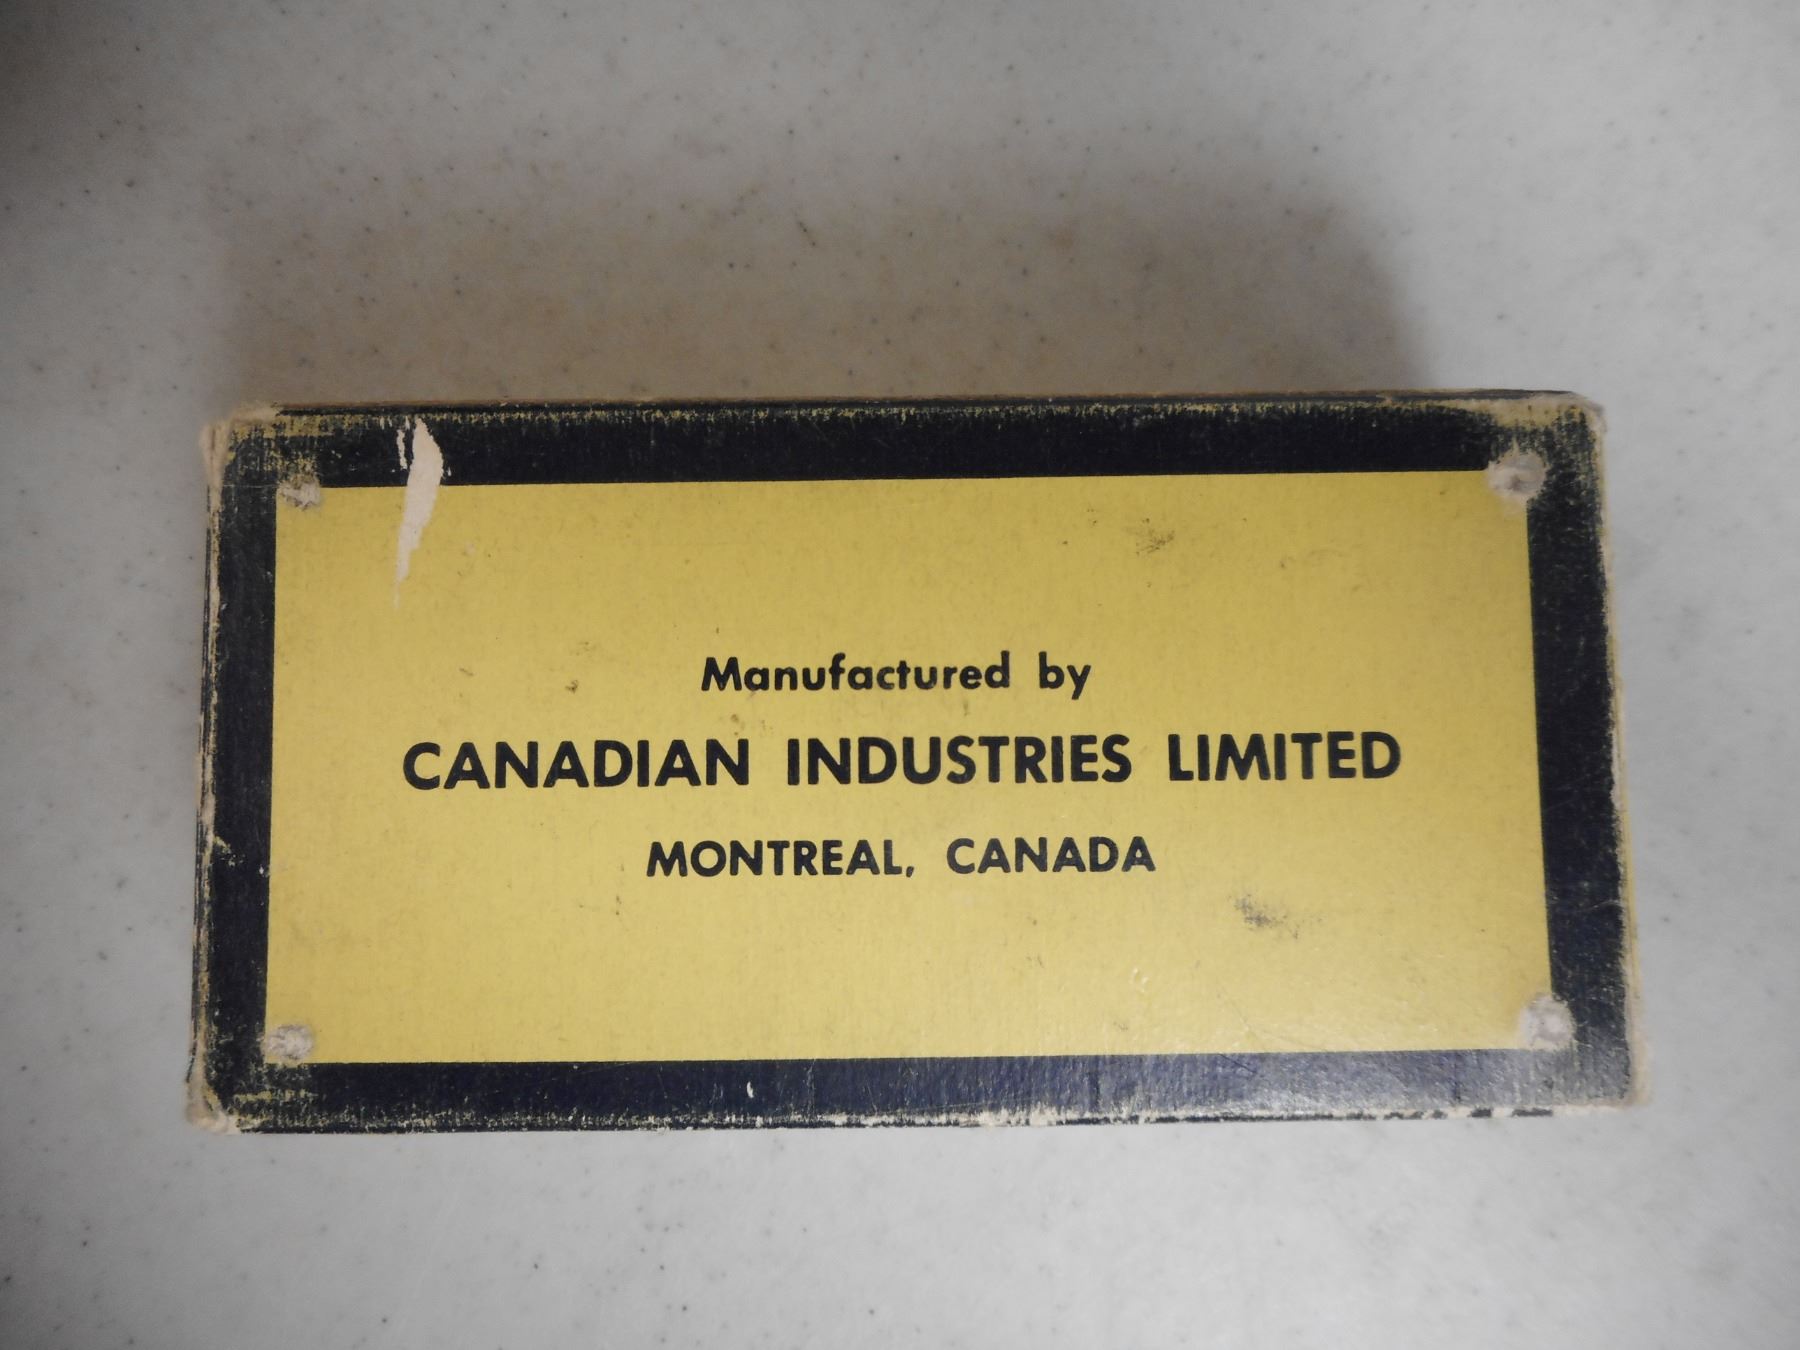 Manufactured by
CANADIAN INDUSTRIES LIMITED
MONTREAL, CANADA